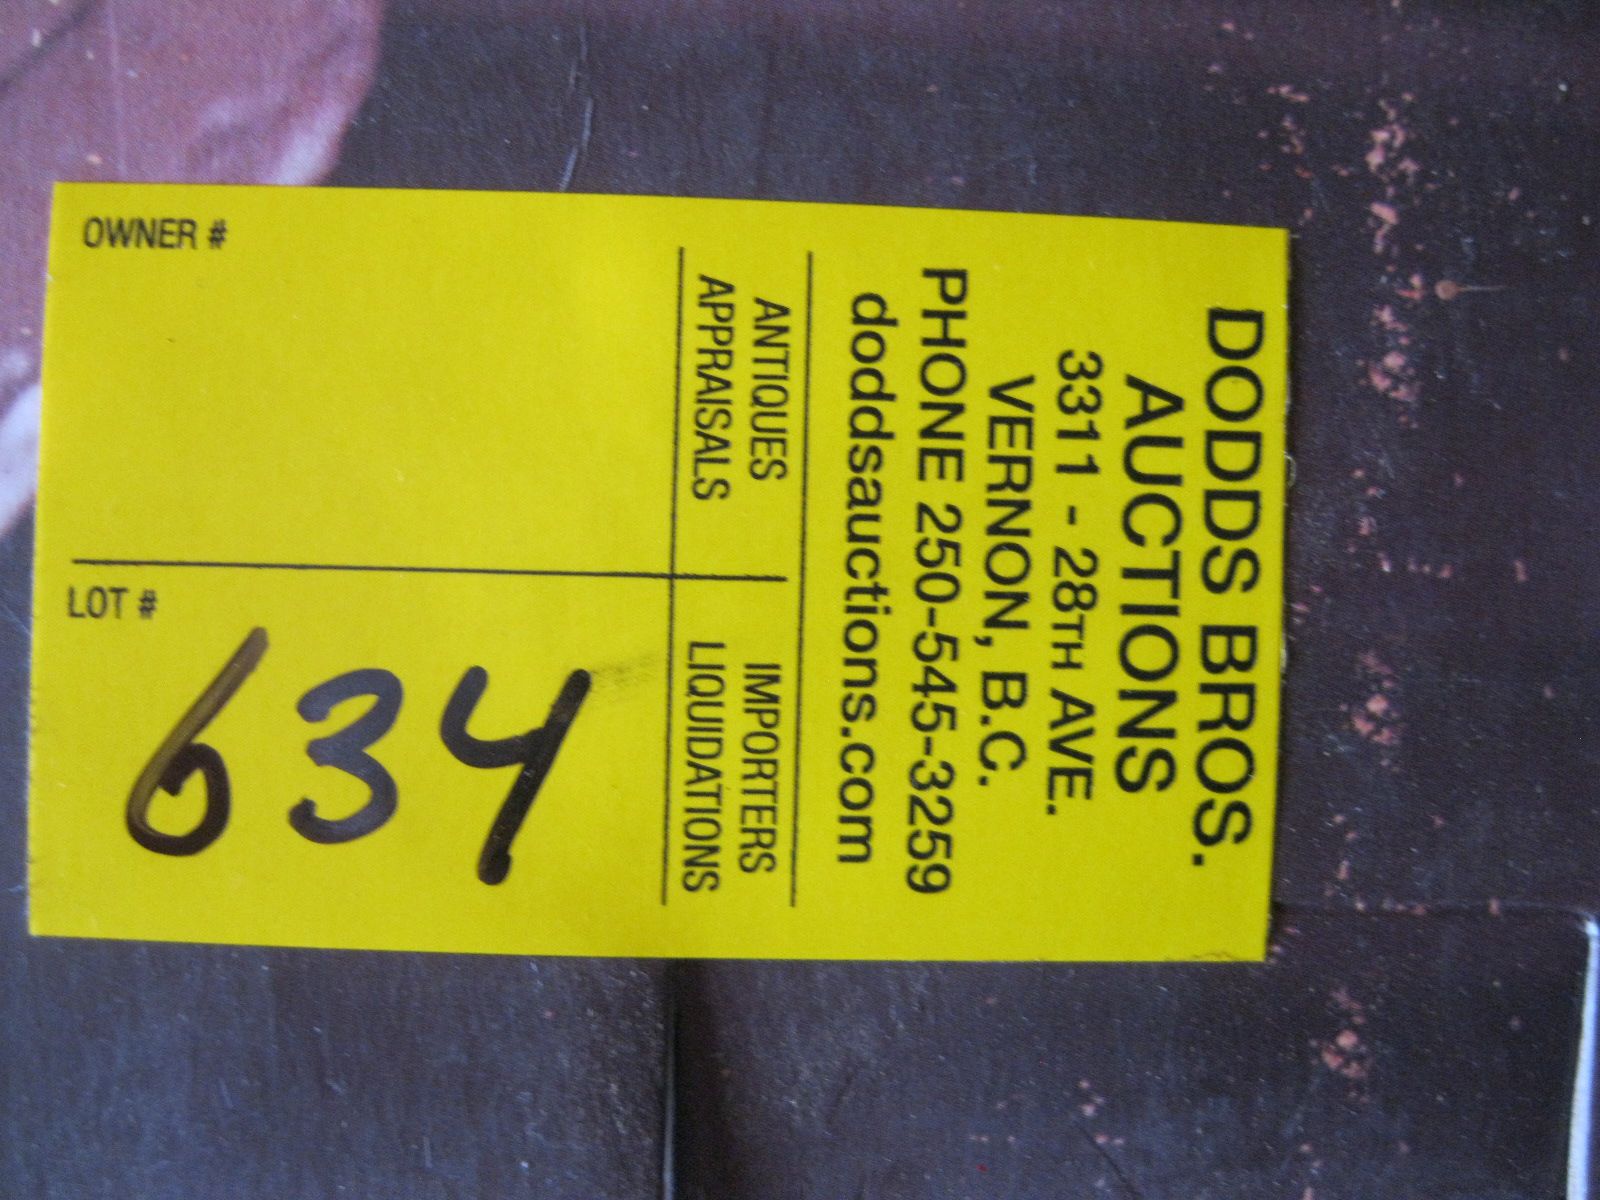 DODDS BROS.
AUCTIONS
3311 - 28TH AVE.
VERNON, B.C.
PHONE 250-545-3259
doddsauctions.com
ANTIQUES
APPRAISALS
IMPORTERS
LIQUIDATIONS
OWNER #
LOT #
634